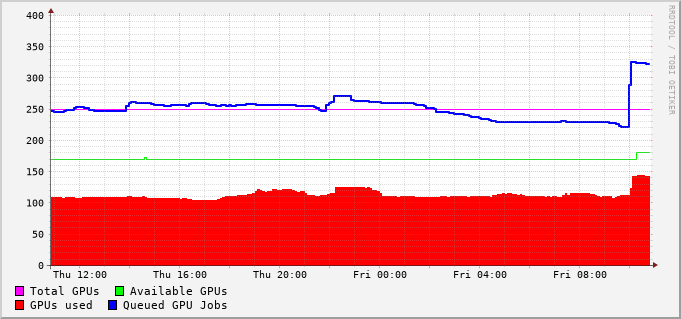 RRDTOOL / TOBI OETIKER
400
350
300
250
200
150
100
50
0
Thu 12:00 Thu 16:00 Thu 20:00 Fri 00:00 Fri 04:00 Fri 08:00
Total GPUs Available GPUs
GPUs used Queued GPU Jobs